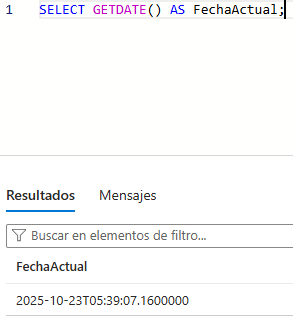 1 SELECT GETDATE() AS FechaActual;
Resultados Mensajes
Buscar en elementos de filtro...
FechaActual
2025-10-23T05:39:07.1600000